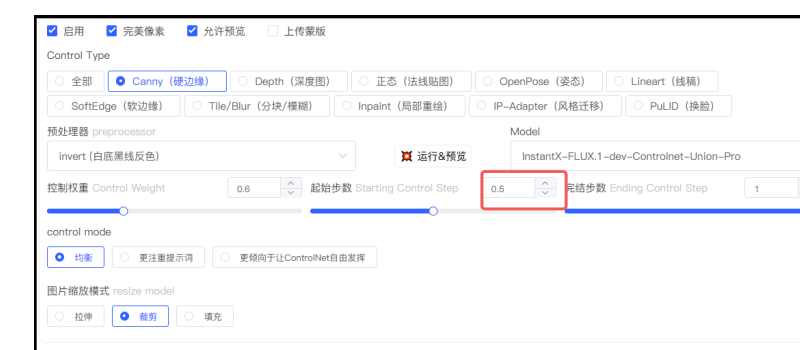 启用 完美像素 允许预览 上传蒙版
Control Type
全部 Canny（硬边缘） Depth（深度图） 正态（法线贴图） OpenPose（姿态） Lineart（线稿）
SoftEdge（软边缘） Tile/Blur（分块/模糊） Inpaint（局部重绘） IP-Adapter（风格迁移） PuLID（换脸）
预处理器 preprocessor Model
invert (白底黑线反色) 运行&预览 InstantX-FLUX.1-dev-Controlnet-Union-Pro
控制权重 Control Weight 0.6 起始步数 Starting Control Step 0.5 完结步数 Ending Control Step 1
control mode
均衡 更注重提示词 更倾向于让ControlNet自由发挥
图片缩放模式 resize model
拉伸 裁剪 填充